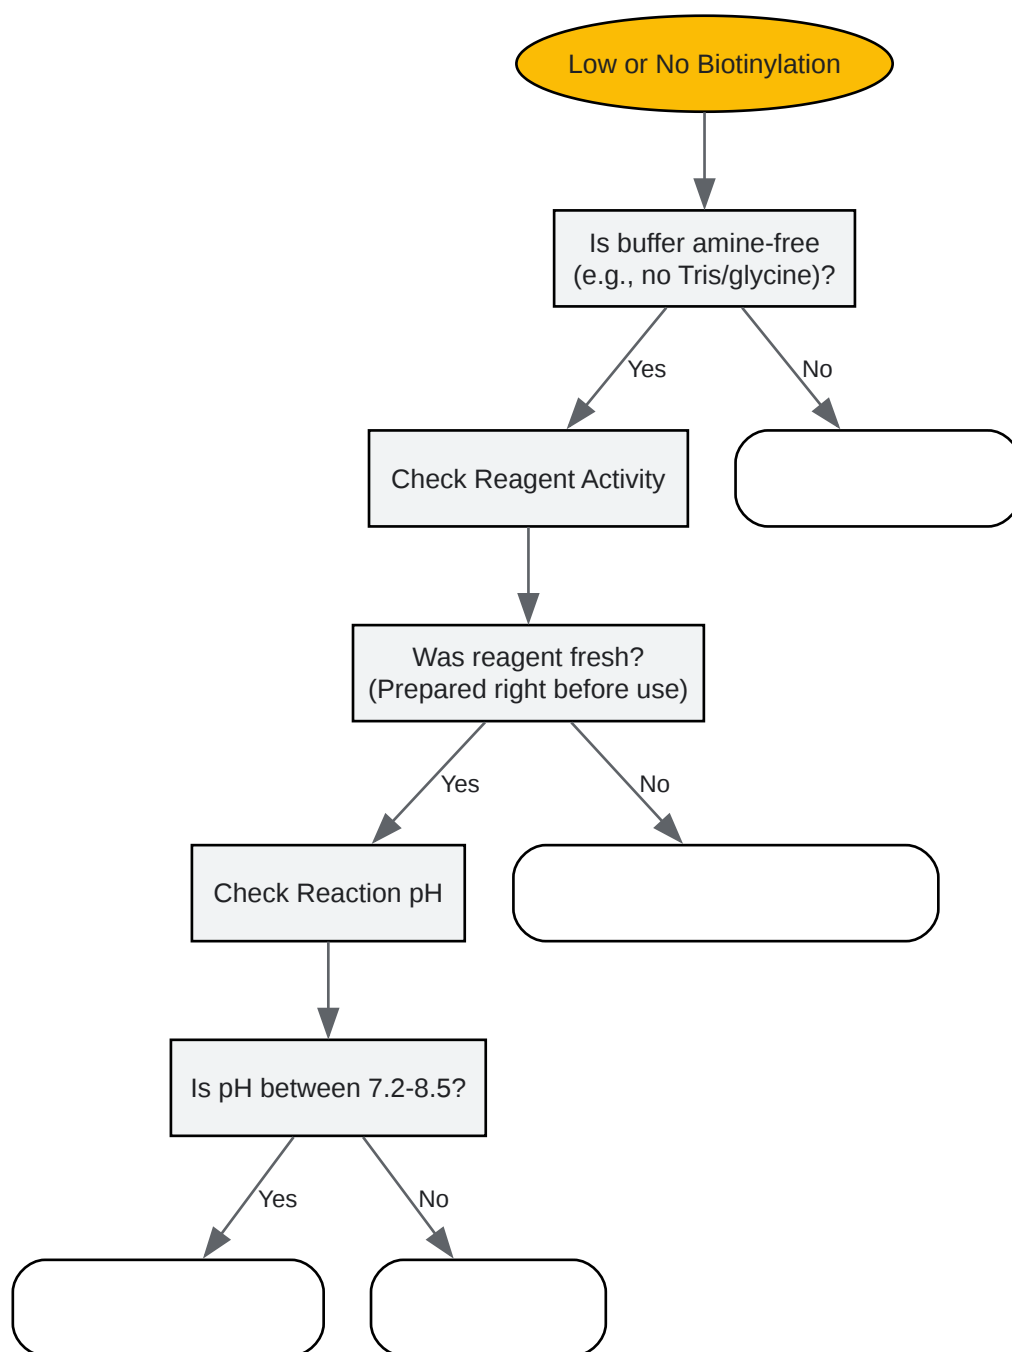 Low or No Biotinylation
Is buffer amine-free
(e.g., no Tris/glycine)?
Yes
No
Check Reagent Activity
Was reagent fresh?
(Prepared right before use)
Yes
No
Check Reaction pH
Is pH between 7.2-8.5?
Yes
No